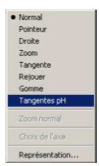 Normal
Pointeur
Droite
Zoom
Tangente
Rejouer
Gomme
Tangentes pH
Zoom normal
Choix de l'axe
Représentation...